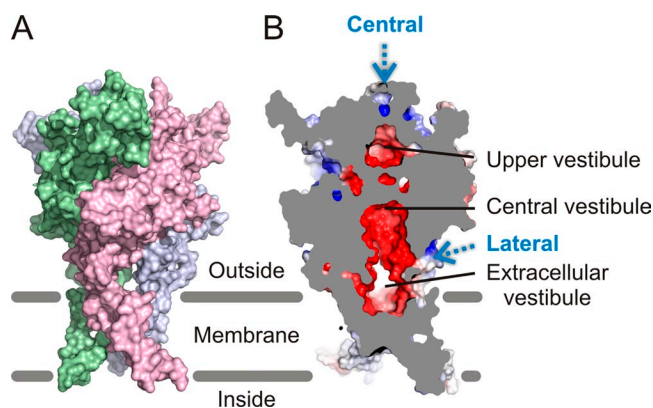 A
B
Central
Upper vestibule
Central vestibule
Lateral
Outside
Extracellular
vestibule
Membrane
Inside